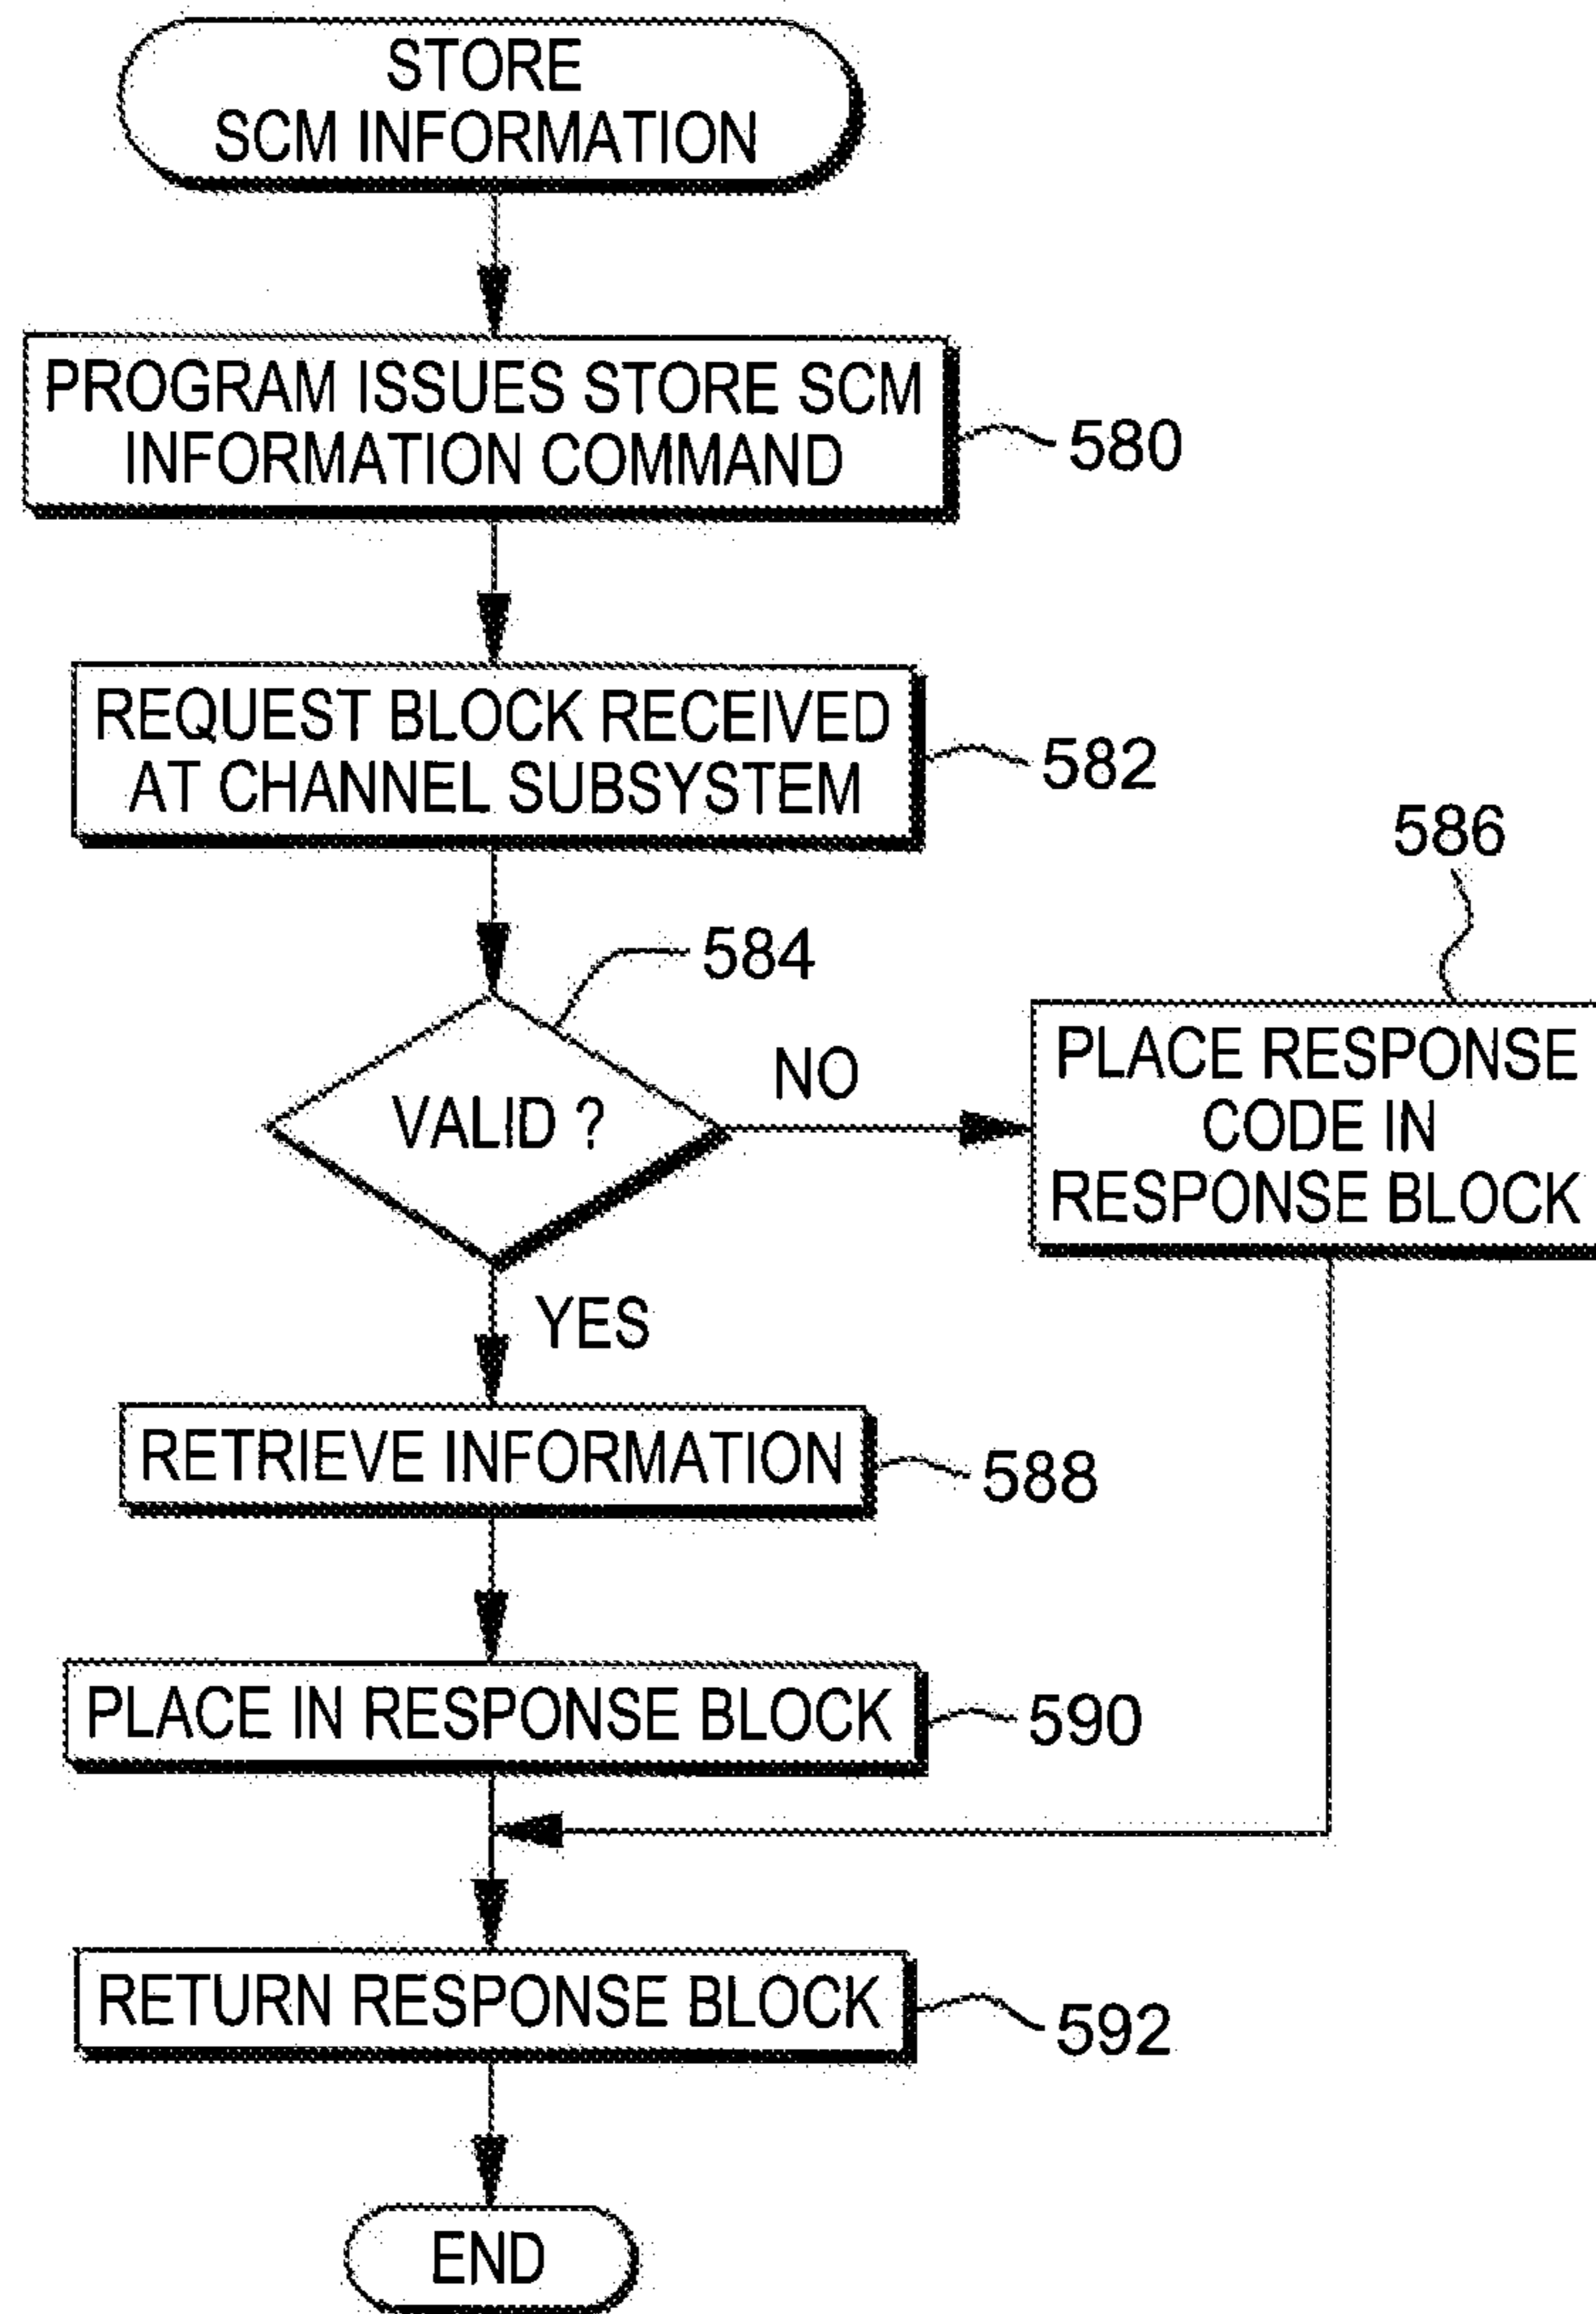 STORE
SCM INFORMATION
PROGRAM ISSUES STORE SCM
INFORMATION COMMAND
580
REQUEST BLOCK RECEIVED
AT CHANNEL SUBSYSTEM
582
584
VALID ?
NO
586
PLACE RESPONSE
CODE IN
RESPONSE BLOCK
YES
RETRIEVE INFORMATION
588
PLACE IN RESPONSE BLOCK
590
RETURN RESPONSE BLOCK
592
END